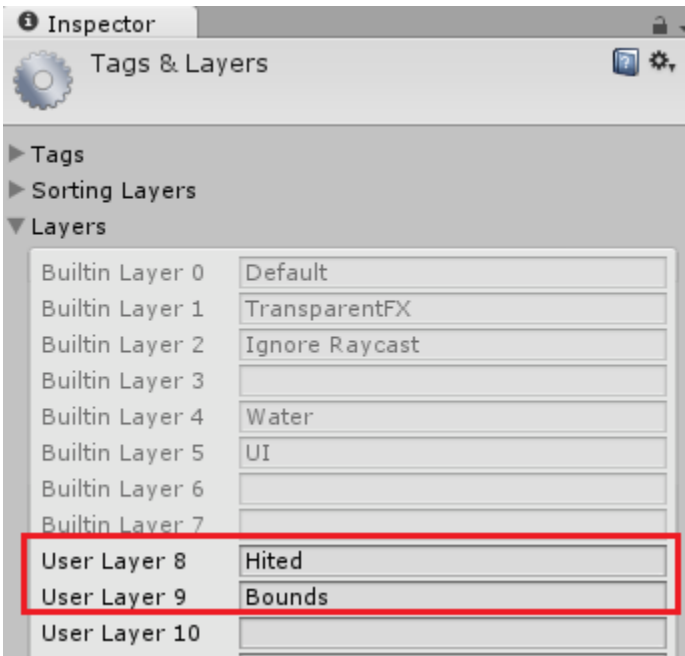 Inspector
Tags & Layers
Tags
Sorting Layers
Layers
Builtin Layer 0 Default
Builtin Layer 1 TransparentFX
Builtin Layer 2 Ignore Raycast
Builtin Layer 3
Builtin Layer 4 Water
Builtin Layer 5 UI
Builtin Layer 6
Builtin Layer 7
User Layer 8 Hited
User Layer 9 Bounds
User Layer 10